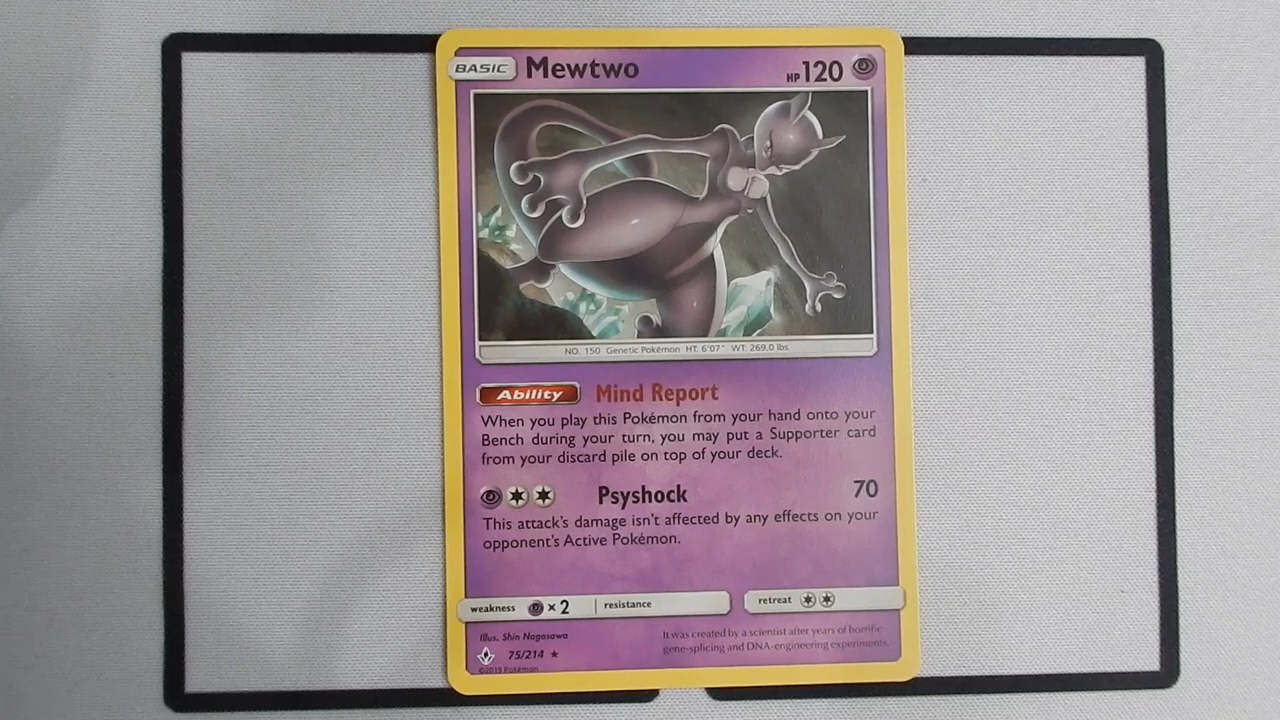 BASIC Mewtwo HP 120
NO. 150 Genetic Pokémon HT: 6'07" WT: 269.0 lbs.
Ability Mind Report
When you play this Pokémon from your hand onto your
Bench during your turn, you may put a Supporter card
from your discard pile on top of your deck.
Psyshock 70
This attack's damage isn't affected by any effects on your
opponent's Active Pokémon.
weakness ×2 resistance retreat
Illus. Shin Nagasawa
75/214
©2019 Pokémon
It was created by a scientist after years of horrific
gene-splicing and DNA-engineering experiments.